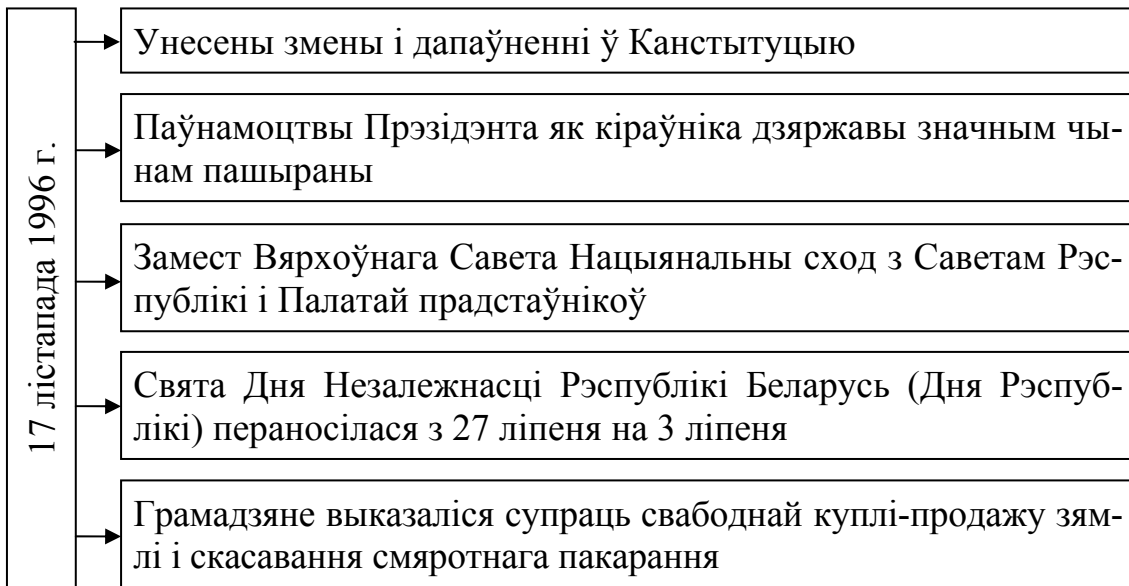 17 лістапада 1996 г.
Унесены змены і дапаўненні ў Канстытуцыю
Паўнамоцтвы Прэзідэнта як кіраўніка дзяржавы значным чы-
нам пашыраны
Замест Вярхоўнага Савета Нацыянальны сход з Саветам Рэс-
публікі і Палатай прадстаўнікоў
Свята Дня Незалежнасці Рэспублікі Беларусь (Дня Рэспуб-
лікі) пераносілася з 27 ліпеня на 3 ліпеня
Грамадзяне выказаліся супраць свабоднай куплі-продажу зям-
лі і скасавання смяротнага пакарання